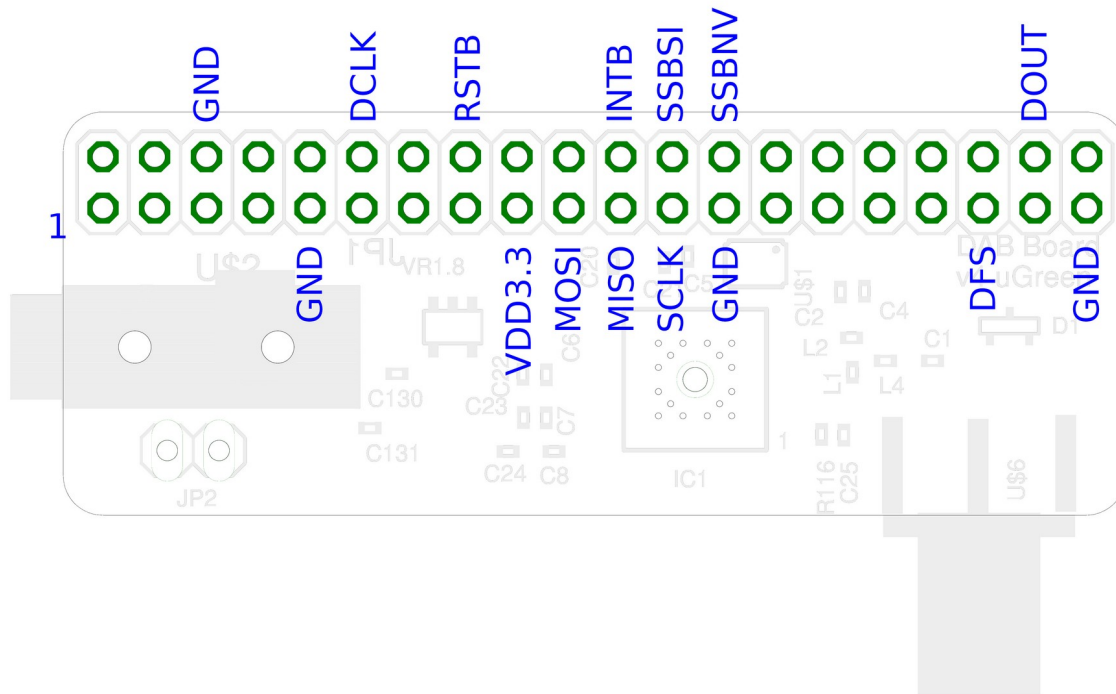 GND
DCLK
RSTB
INTB
SSBSI
SSBNV
DOUT
1
GND
VDD3.3
MOSI
MISO
SCLK
GND
DFS
GND
U$2
JP1
VR1.8
C20
C5
U$1
DAB Board
uGreen
C2
C4
D1
L2
C1
C6
L1
L4
C22
C130
C23
C7
C131
C24
C8
1
IC1
R116
C25
U$6
JP2